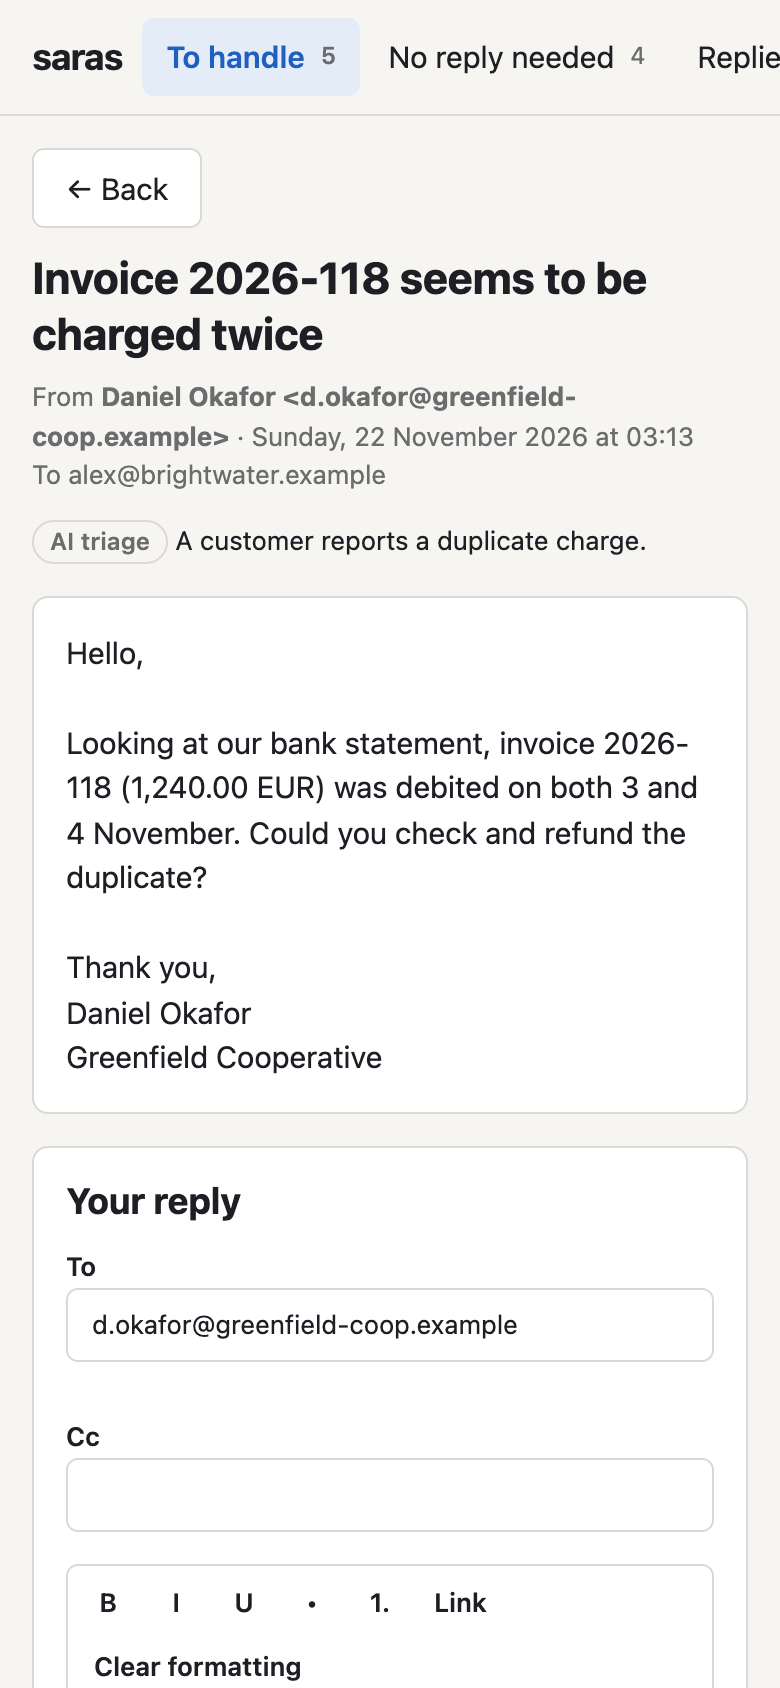 saras To handle 5 No reply needed 4 Replie
← Back
Invoice 2026-118 seems to be
charged twice
From Daniel Okafor <d.okafor@greenfield-
coop.example> · Sunday, 22 November 2026 at 03:13
To alex@brightwater.example
AI triage A customer reports a duplicate charge.
Hello,
Looking at our bank statement, invoice 2026-
118 (1,240.00 EUR) was debited on both 3 and
4 November. Could you check and refund the
duplicate?
Thank you,
Daniel Okafor
Greenfield Cooperative
Your reply
To
d.okafor@greenfield-coop.example
Cc
B I U • 1. Link
Clear formatting